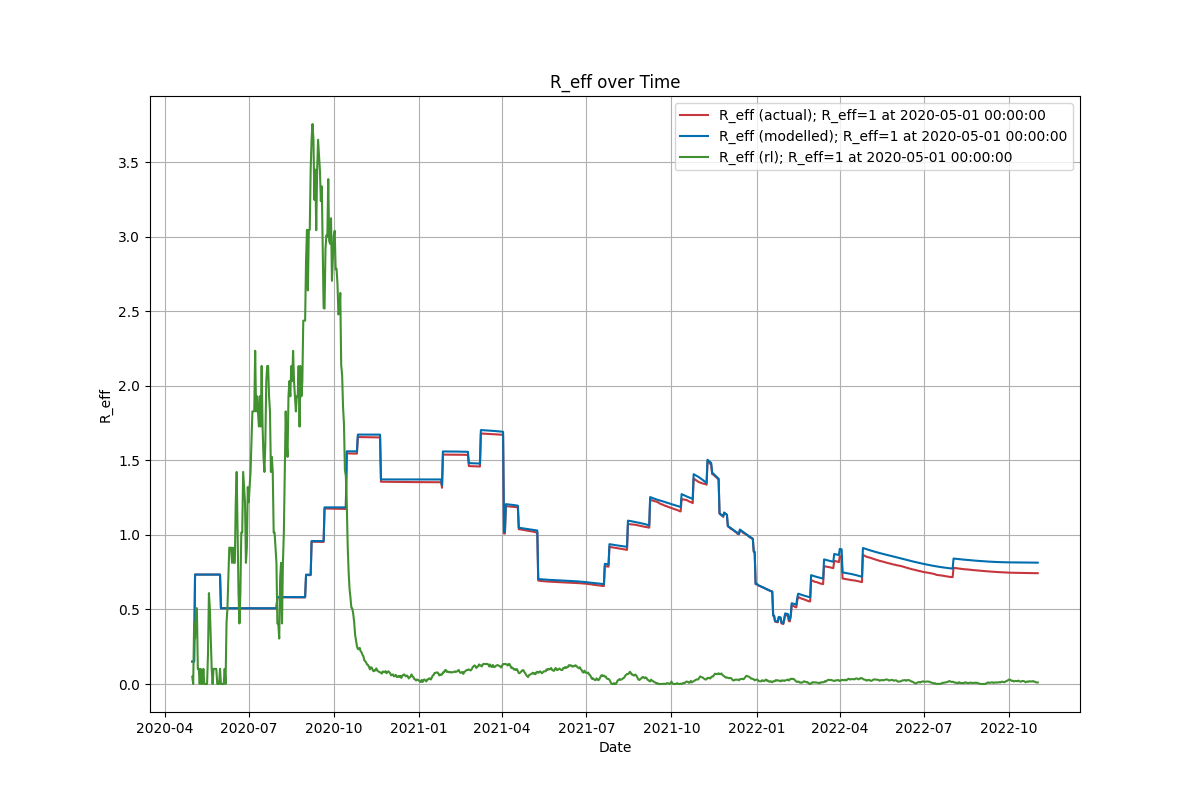 R_eff over Time
R_eff (actual); R_eff=1 at 2020-05-01 00:00:00
R_eff (modelled); R_eff=1 at 2020-05-01 00:00:00
R_eff (rl); R_eff=1 at 2020-05-01 00:00:00
R_eff
3.5
3.0
2.5
2.0
1.5
1.0
0.5
0.0
2020-04 2020-07 2020-10 2021-01 2021-04 2021-07 2021-10 2022-01 2022-04 2022-07 2022-10
Date